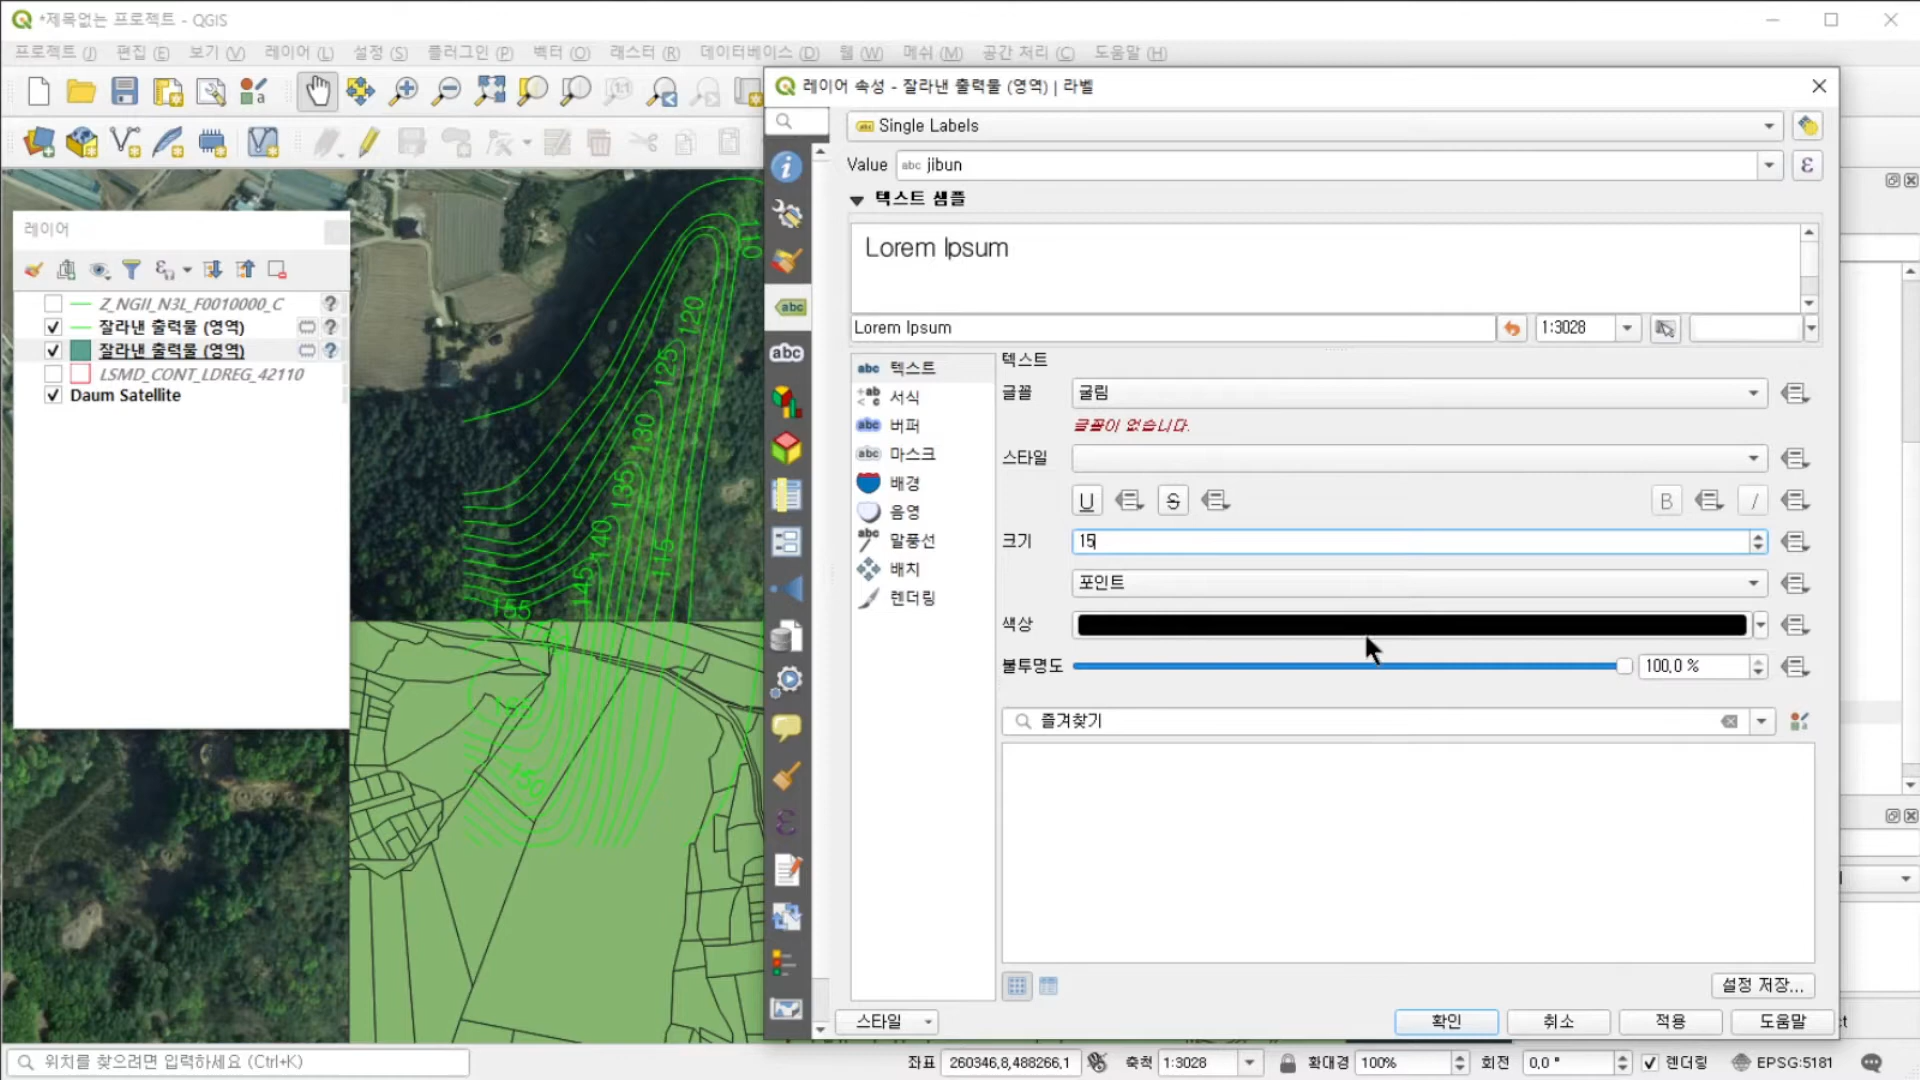 *제목없는 프로젝트 - QGIS
프로젝트 (J) 편집 (E) 보기 (V) 레이어 (L) 설정 (S) 플러그인 (P) 벡터 (O) 래스터 (R) 데이터베이스 (D) 웹 (W) 메쉬 (M) 공간 처리 (C) 도움말 (H)
레이어
Z_NGII_N3L_F0010000_C
잘라낸 출력물 (영역)
잘라낸 출력물 (영역)
LSMD_CONT_LDREG_42110
Daum Satellite
110
120
125
130
135
140
145
115
155
150
레이어 속성 - 잘라낸 출력물 (영역) | 라벨
Single Labels
Value abc jibun
텍스트 샘플
Lorem Ipsum
Lorem Ipsum
1:3028
텍스트
서식
버퍼
마스크
배경
음영
말풍선
배치
렌더링
텍스트
글꼴 굴림
글꼴이 없습니다.
스타일
U S B /
크기 15
포인트
색상
불투명도 100,0 %
즐겨찾기
설정 저장...
스타일 확인 취소 적용 도움말
위치를 찾으려면 입력하세요 (Ctrl+K) 좌표 260346,8,488266,1 축척 1:3028 확대경 100% 회전 0,0 ° 렌더링 EPSG:5181